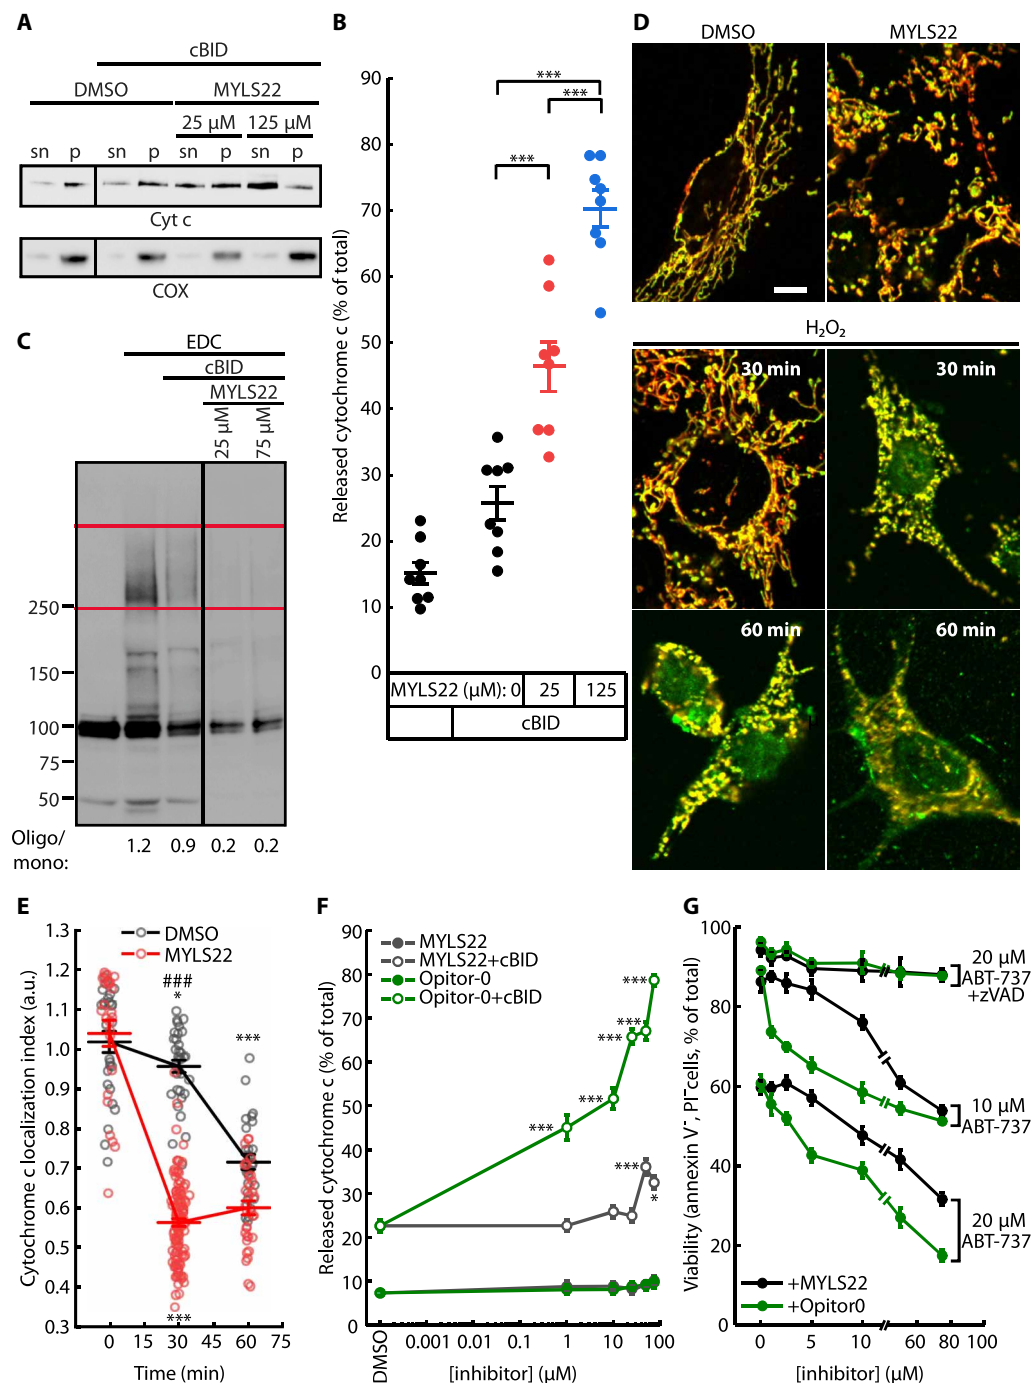 A
cBID
DMSO MYLS22
25 µM 125 µM
sn p sn p sn p sn p
Cyt c
COX
B
***
***
***
Released cytochrome c (% of total)
90
80
70
60
50
40
30
20
10
0
MYLS22 (µM): 0 25 125
cBID
C
EDC
cBID
MYLS22
25 µM 75 µM
250
150
100
75
50
Oligo/
mono: 1.2 0.9 0.2 0.2
D
DMSO MYLS22
H₂O₂
30 min 30 min
60 min 60 min
E
DMSO
MYLS22
###
*
***
***
Cytochrome c localization index (a.u.)
1.3
1.2
1.1
1.0
0.9
0.8
0.7
0.6
0.5
0.4
0.3
0 15 30 45 60 75
Time (min)
F
MYLS22
MYLS22+cBID
Opitor-0
Opitor-0+cBID
*** *** *** *** ***
***
*
Released cytochrome c (% of total)
90
80
70
60
50
40
30
20
10
0
DMSO 0.001 0.01 0.1 1 10 100
[inhibitor] (µM)
G
Viability (annexin V⁻, PI⁻ cells, % of total)
100
80
60
40
20
0
20 µM
ABT-737
+zVAD
10 µM
ABT-737
20 µM
ABT-737
+MYLS22
+Opitor0
0 5 10 60 100
[inhibitor] (µM)